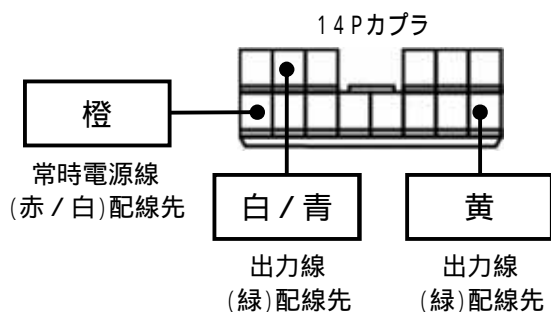 14Pカプラ
橙
常時電源線
(赤/白)配線先
白/青
黄
出力線
(緑)配線先
出力線
(緑)配線先